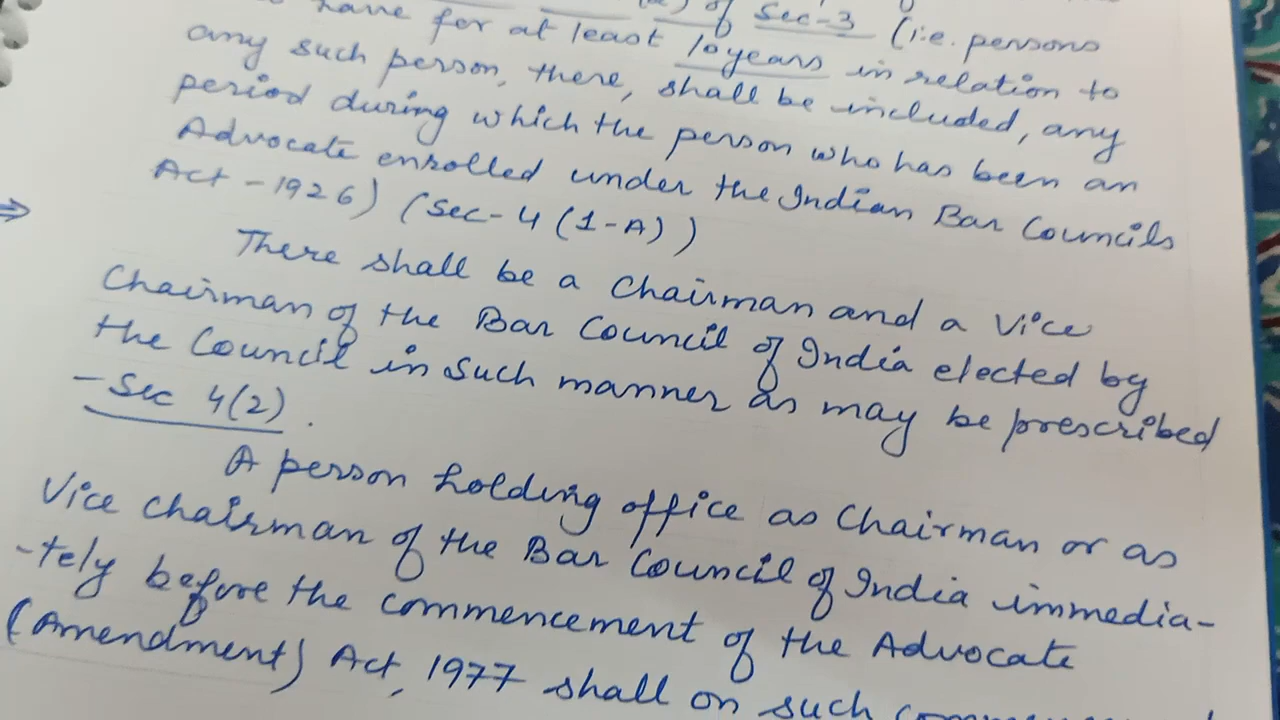 have for at least 10 years in relation to
of Sec-3 (i.e. persons
any such person, there, shall be included, any
period during which the person who has been an
Advocate enrolled under the Indian Bar Councils
Act - 1926) (Sec-4 (1-A))
⇒ There shall be a Chairman and a Vice
Chairman of the Bar Council of India elected by
the Council in such manner as may be prescribed
- Sec 4(2).
A person holding office as Chairman or as
Vice Chairman of the Bar Council of India immedia-
-tely before the commencement of the Advocate
(Amendment) Act, 1977 shall on such